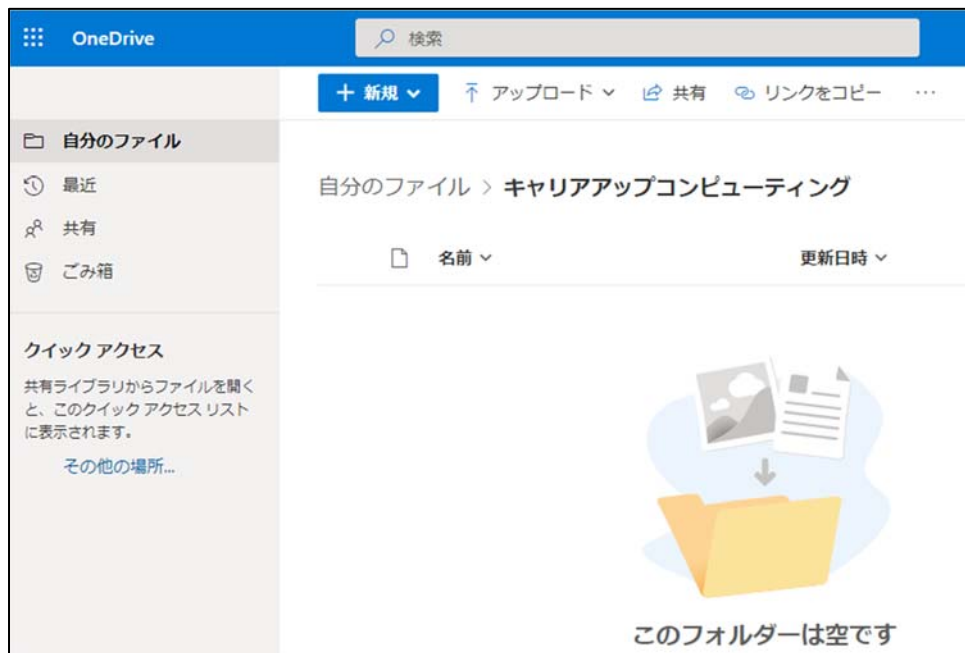 OneDrive
検索
＋ 新規
アップロード
共有
リンクをコピー
…
自分のファイル
最近
共有
ごみ箱
クイック アクセス
共有ライブラリからファイルを開く
と、このクイック アクセス リスト
に表示されます。
その他の場所...
自分のファイル > キャリアアップコンピューティング
名前
更新日時
このフォルダーは空です